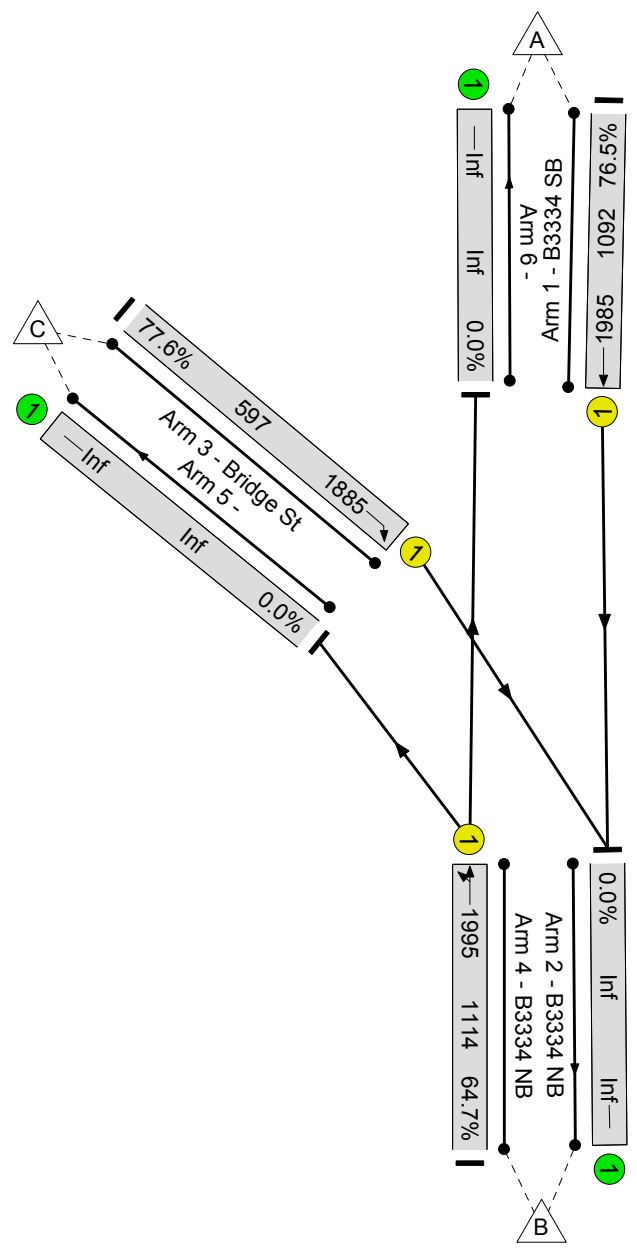 A
1
1
Inf Inf 0.0%
Arm 6 -
Arm 1 - B3334 SB
1985 1092 76.5%
1
C
77.6% 597 1885
1
Arm 3 - Bridge St
Arm 5 -
Inf Inf 0.0%
1
1995 1114 64.7%
Arm 4 - B3334 NB
Arm 2 - B3334 NB
0.0% Inf Inf
1
1
B